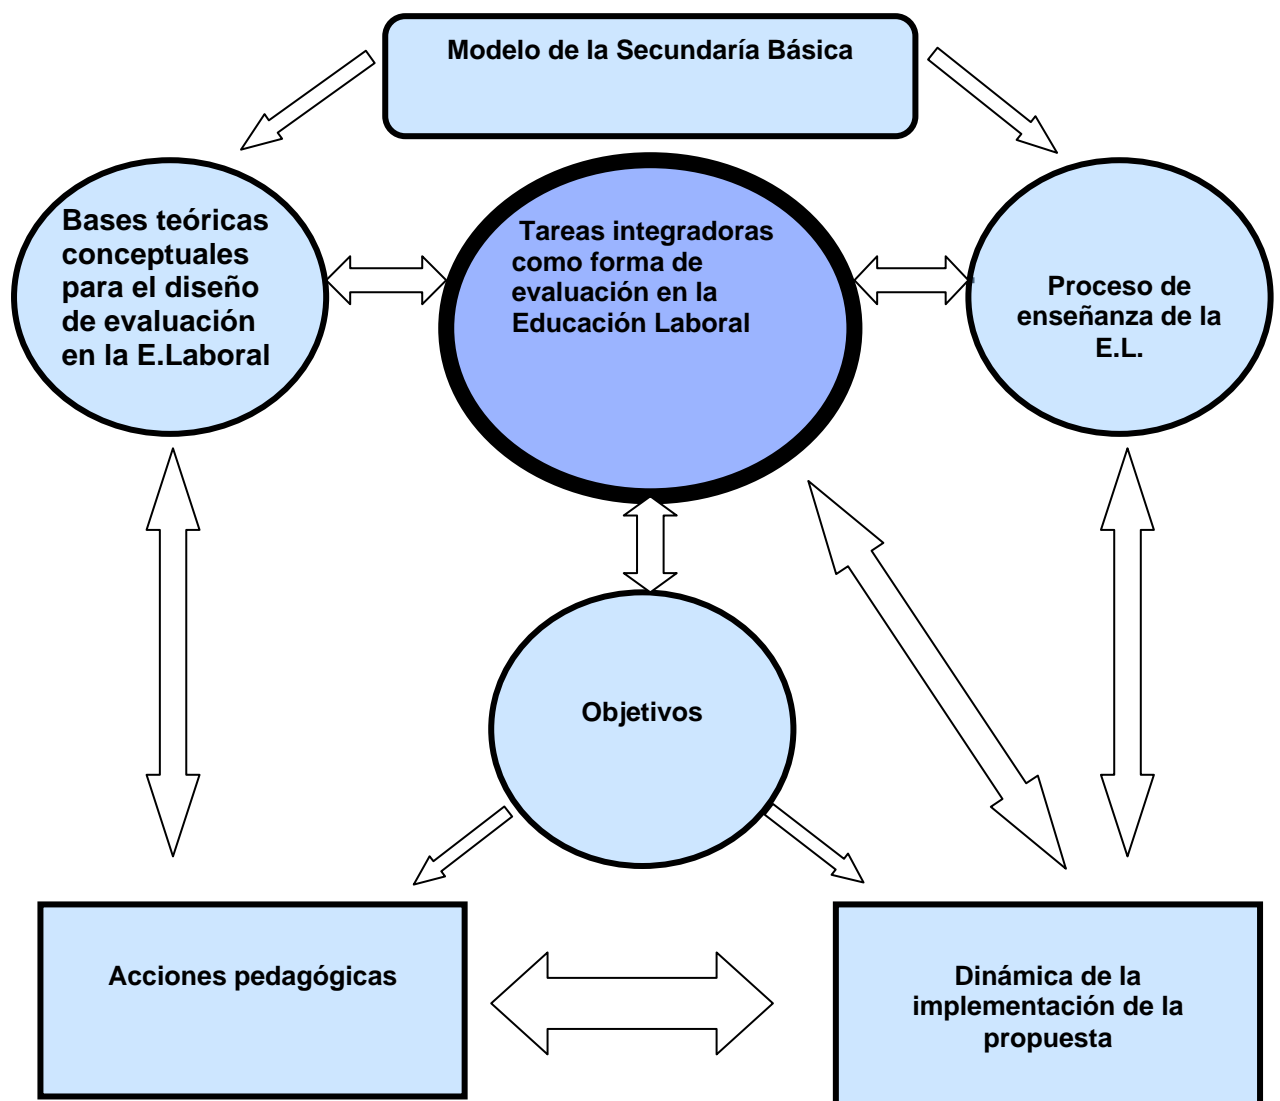 Modelo de la Secundaría Básica
Bases teóricas
conceptuales
para el diseño
de evaluación
en la E.Laboral
Tareas integradoras
como forma de
evaluación en la
Educación Laboral
Proceso de
enseñanza de la
E.L.
Objetivos
Acciones pedagógicas
Dinámica de la
implementación de la
propuesta